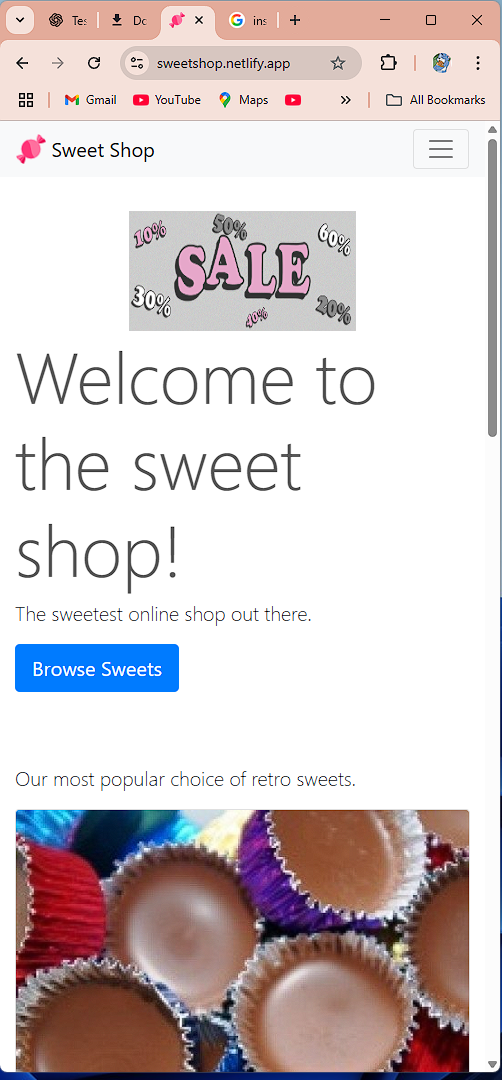 Tes
Do
ins
sweetshop.netlify.app
Gmail
YouTube
Maps
All Bookmarks
Sweet Shop
10%
50%
60%
SALE
30%
40%
20%
Welcome to
the sweet
shop!
The sweetest online shop out there.
Browse Sweets
Our most popular choice of retro sweets.